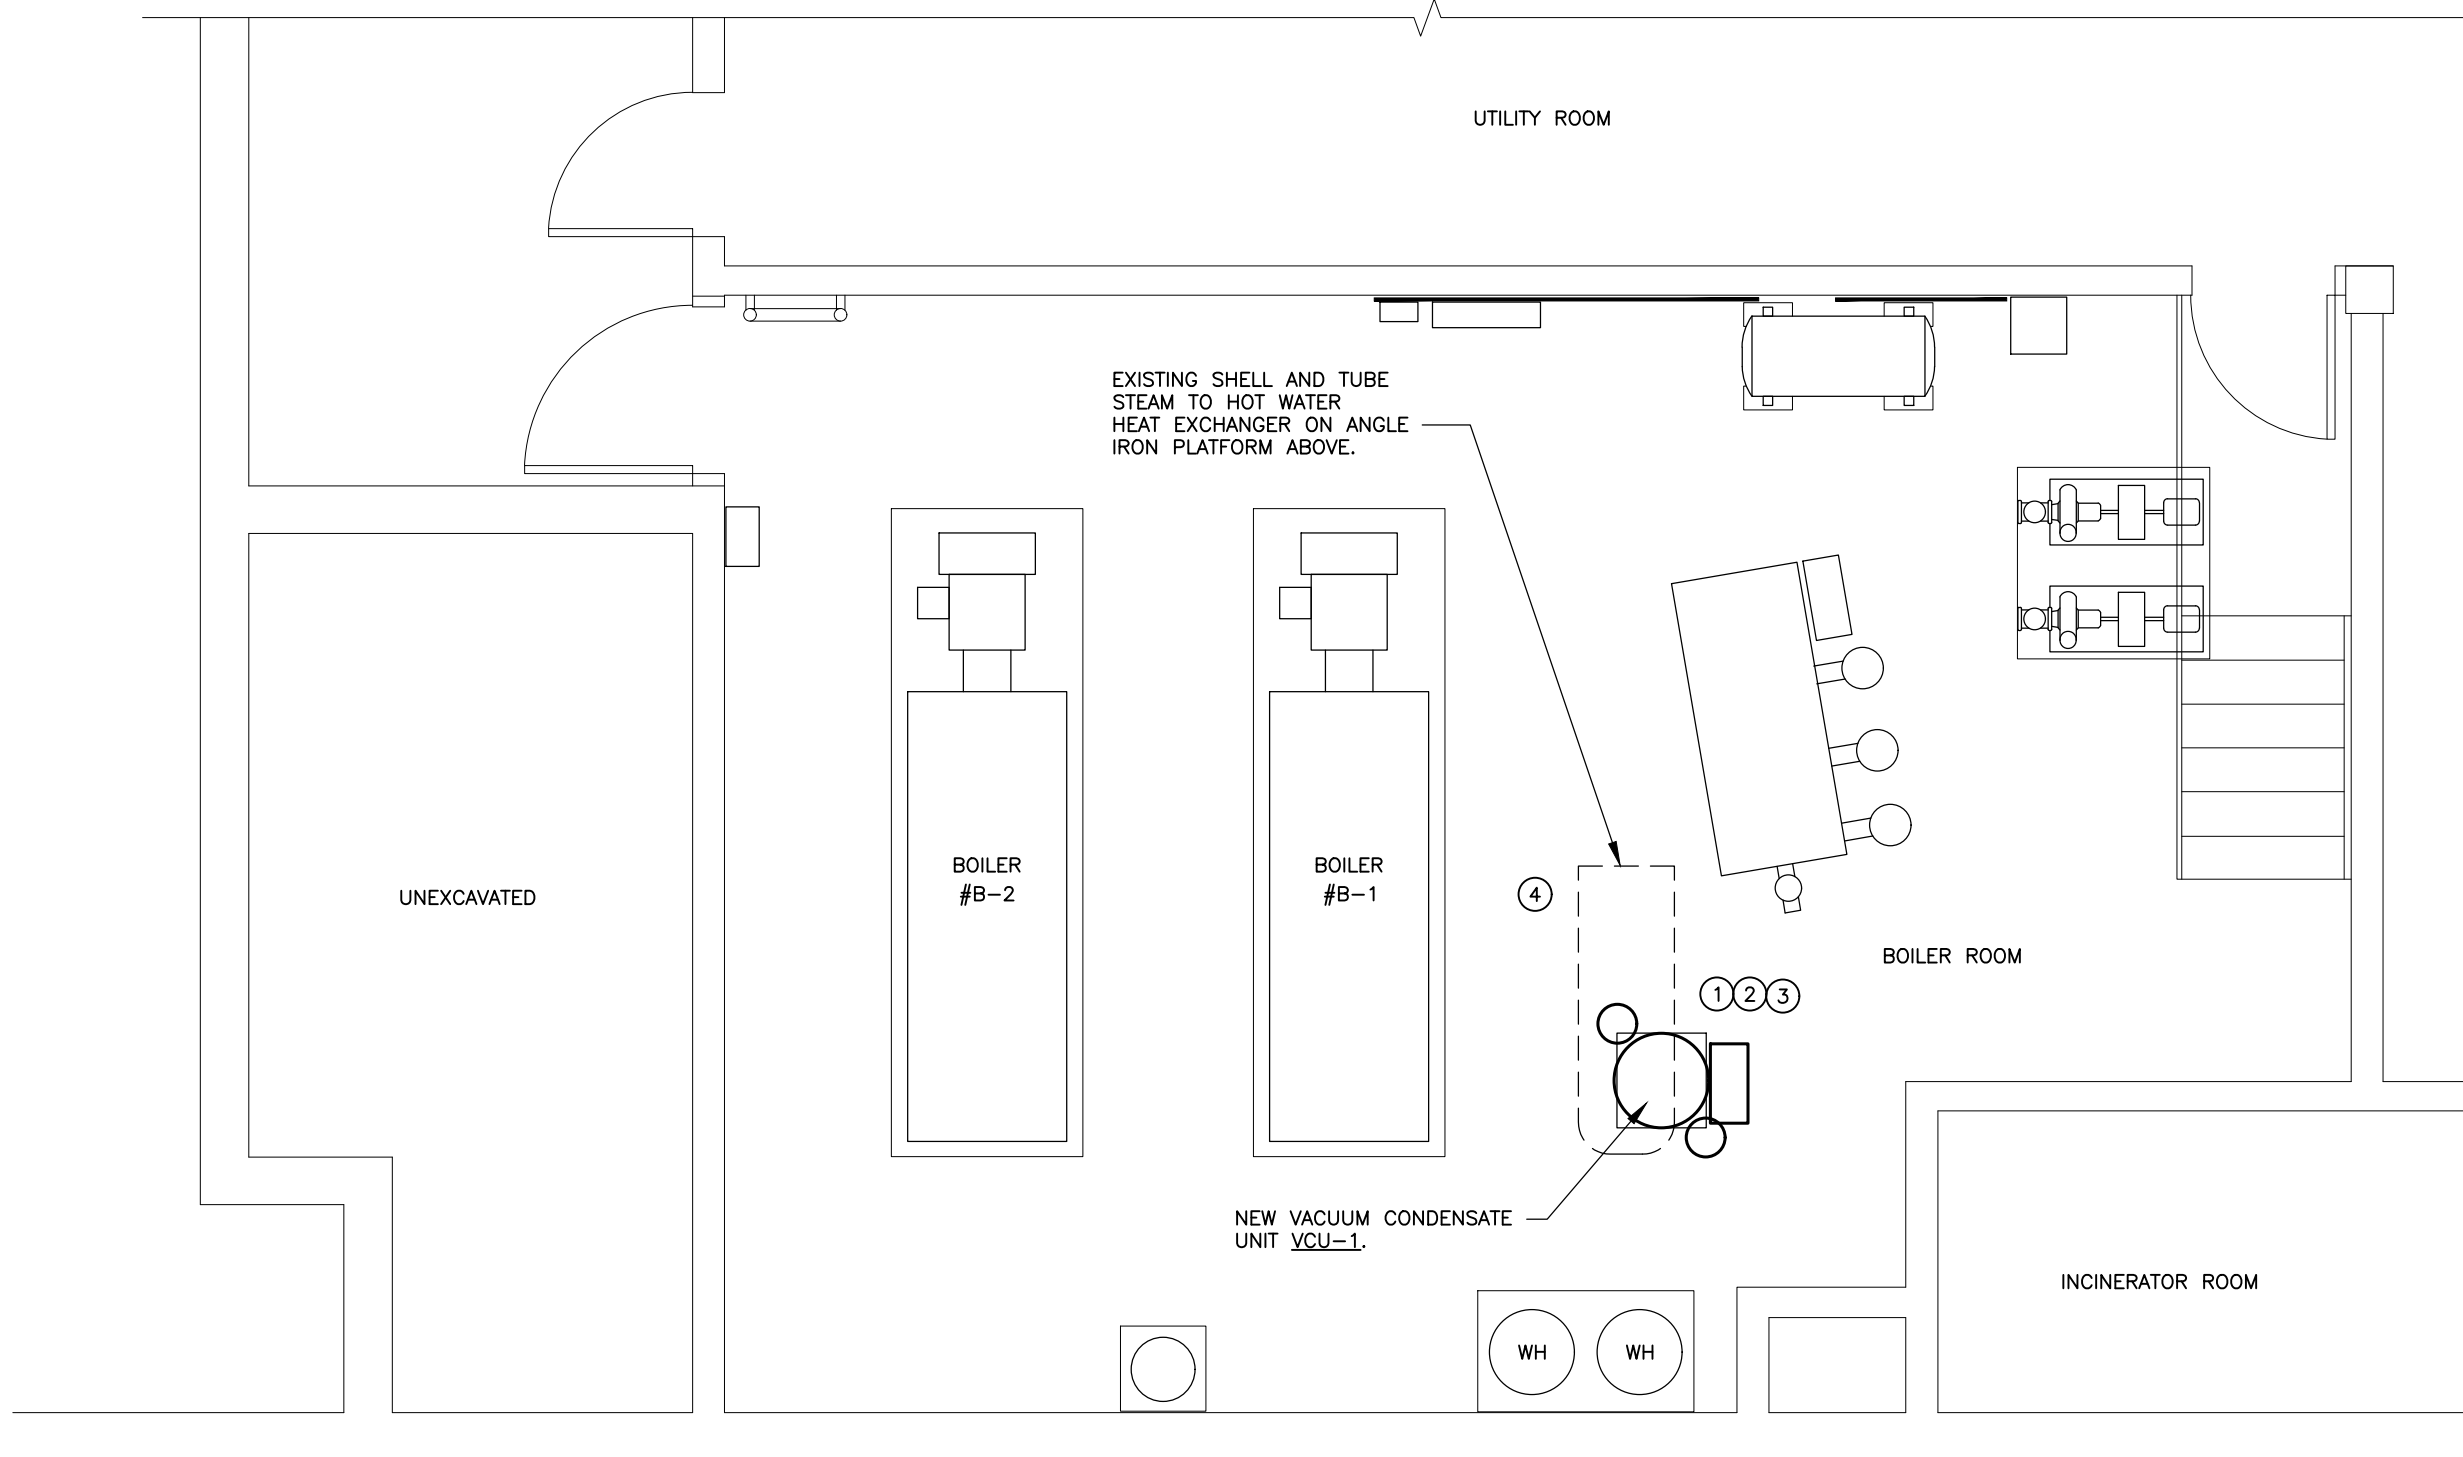 UTILITY ROOM
EXISTING SHELL AND TUBE
STEAM TO HOT WATER
HEAT EXCHANGER ON ANGLE
IRON PLATFORM ABOVE.
BOILER
#B-2
BOILER
#B-1
UNEXCAVATED
4
BOILER ROOM
1 2 3
NEW VACUUM CONDENSATE
UNIT VCU-1.
INCINERATOR ROOM
WH WH